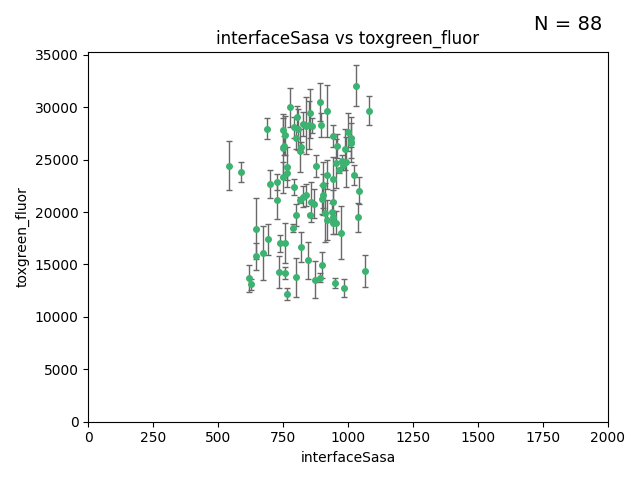 N = 88
interfaceSasa vs toxgreen_fluor
35000
30000
25000
20000
15000
10000
5000
0
toxgreen_fluor
0 250 500 750 1000 1250 1500 1750 2000
interfaceSasa